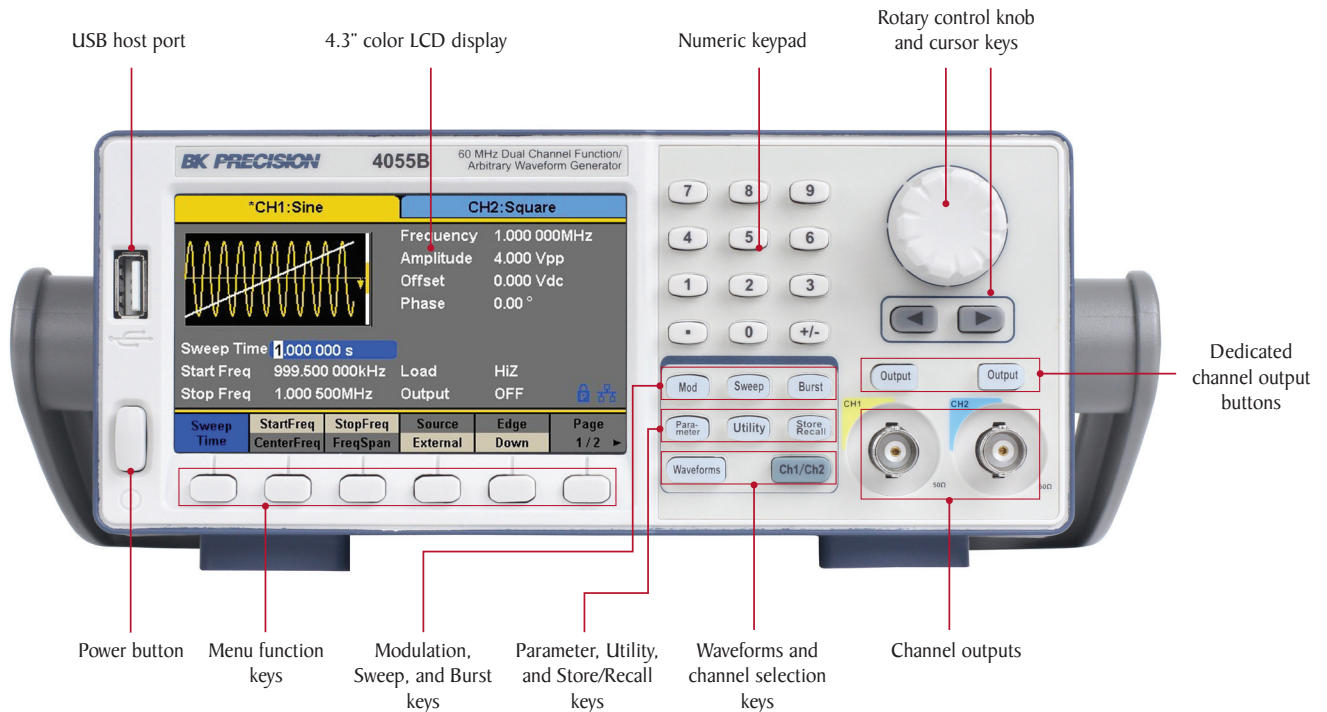 USB host port
4.3" color LCD display
Numeric keypad
Rotary control knob
and cursor keys
BK PRECISION
4055B
60 MHz Dual Channel Function/
Arbitrary Waveform Generator
*CH1:Sine
CH2:Square
Frequency 1.000 000MHz
Amplitude 4.000 Vpp
Offset 0.000 Vdc
Phase 0.00 °
Sweep Time 1.000 000 s
Start Freq 999.500 000kHz Load HiZ
Stop Freq 1.000 500MHz Output OFF
Sweep Time
StartFreq CenterFreq
StopFreq FreqSpan
Source External
Edge Down
Page 1/2 ►
7 8 9
4 5 6
1 2 3
. 0 +/-
Mod Sweep Burst
Para-
meter Utility Store
Recall
Waveforms Ch1/Ch2
Output Output
CH1 CH2
50Ω 50Ω
Dedicated
channel output
buttons
Power button
Menu function
keys
Modulation,
Sweep, and Burst
keys
Parameter, Utility,
and Store/Recall
keys
Waveforms and
channel selection
keys
Channel outputs